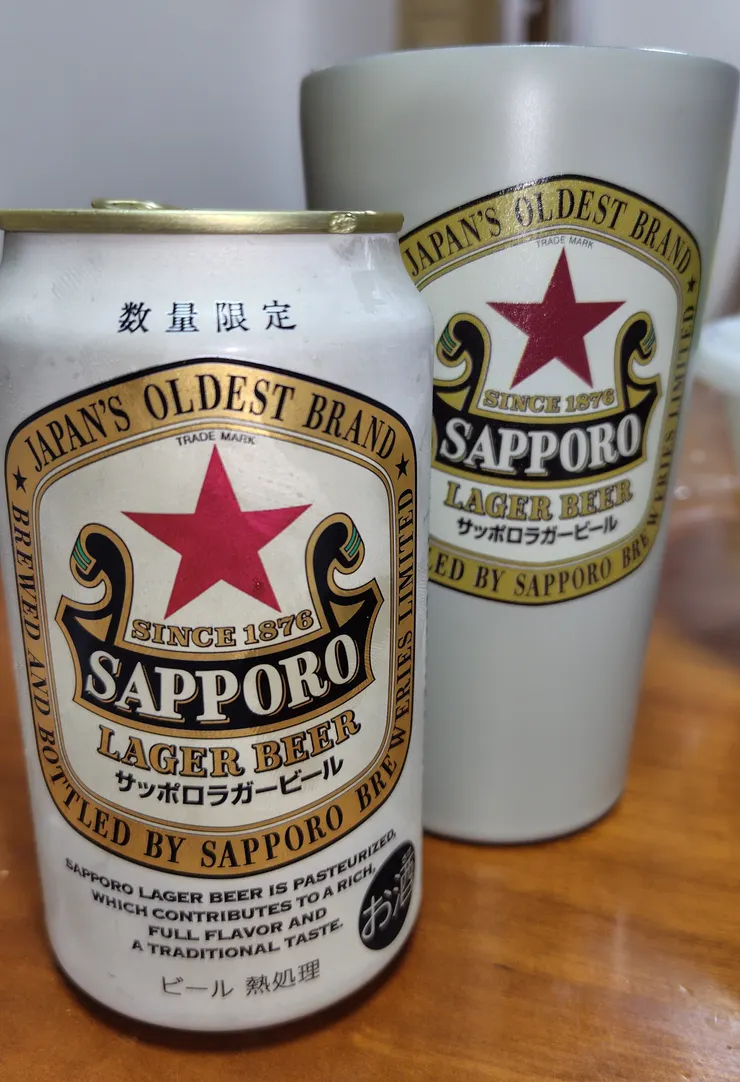 数量限定
JAPAN'S OLDEST BRAND
TRADE MARK
SINCE 1876
SAPPORO
LAGER BEER
サッポロラガービール
BREWED AND BOTTLED BY SAPPORO BREWERIES LIMITED
SAPPORO LAGER BEER IS PASTEURIZED,
WHICH CONTRIBUTES TO A RICH,
FULL FLAVOR AND
A TRADITIONAL TASTE.
お酒
ビール 熱処理
JAPAN'S OLDEST BRAND
TRADE MARK
SINCE 1876
SAPPORO
LAGER BEER
サッポロラガービール
BY SAPPORO BREWERIES LIMITED